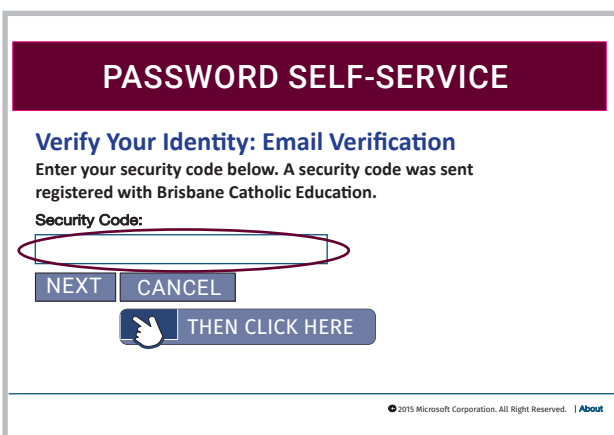 PASSWORD SELF-SERVICE
Verify Your Identity: Email Verification
Enter your security code below. A security code was sent
registered with Brisbane Catholic Education.
Security Code:
NEXT CANCEL
THEN CLICK HERE
© 2015 Microsoft Corporation. All Right Reserved. | About